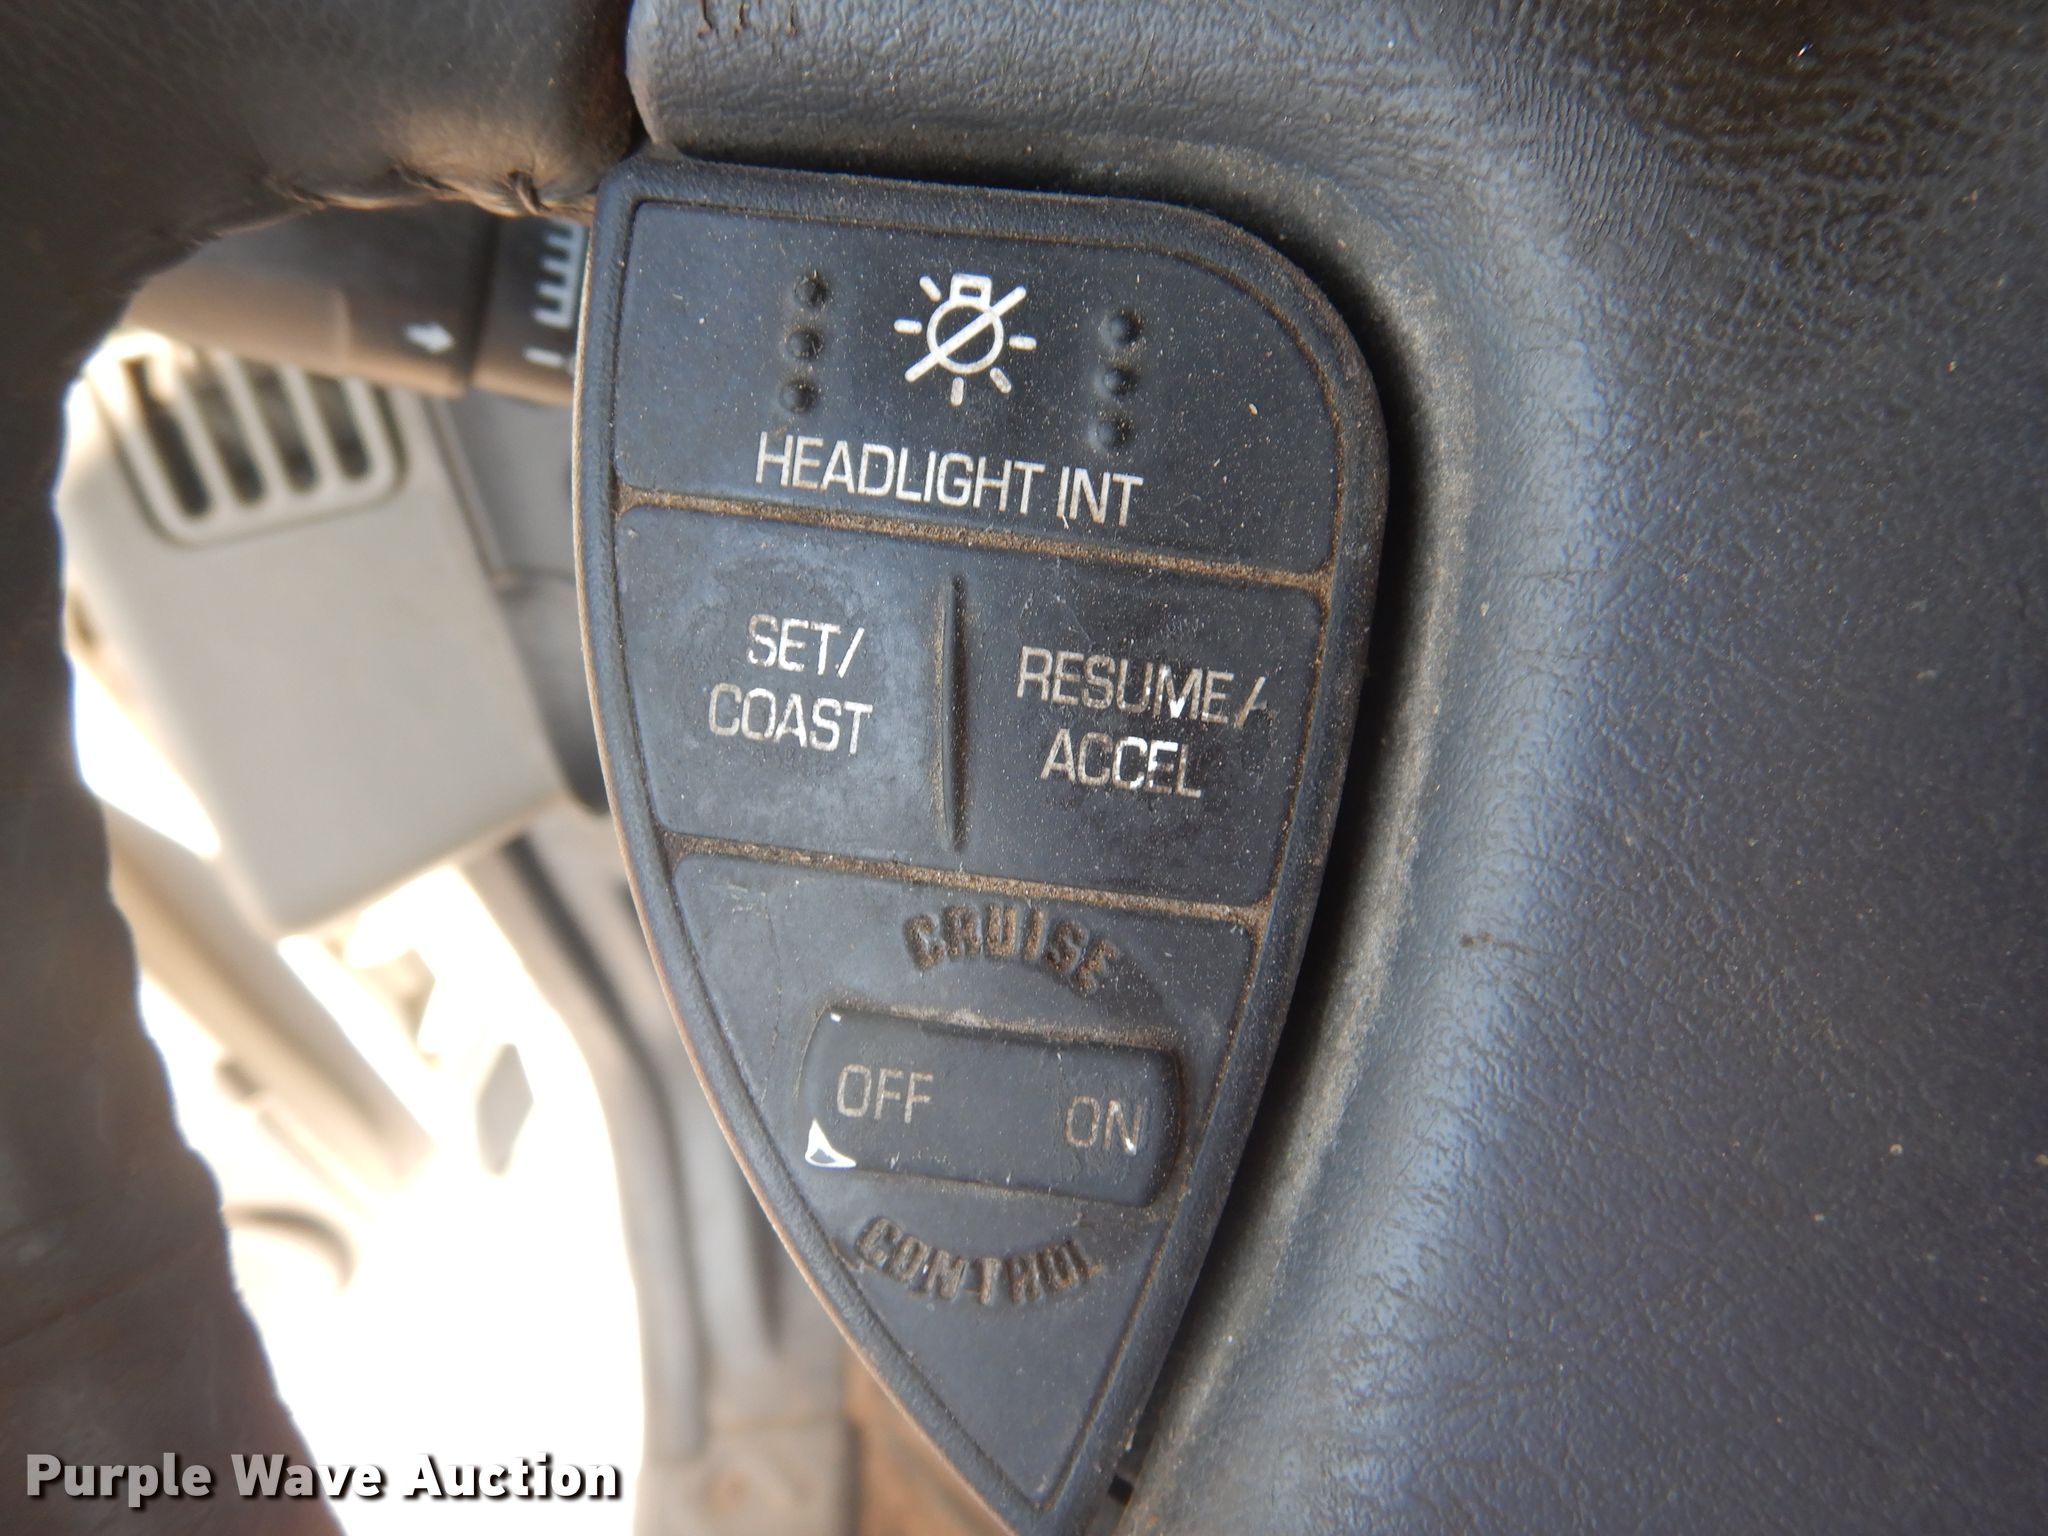 HEADLIGHT INT
SET/
COAST
RESUME/
ACCEL
CRUISE
OFF ON
CONTROL
Purple Wave Auction